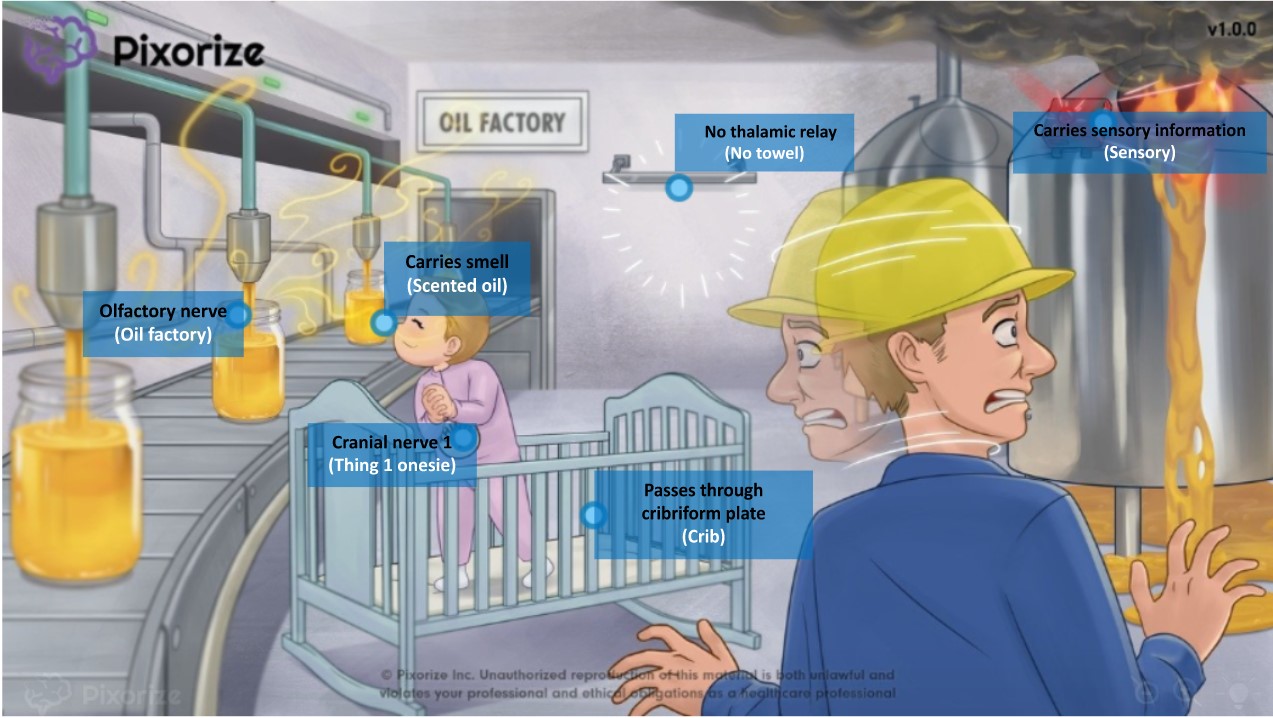 Pixorize
v1.0.0
OIL FACTORY
No thalamic relay
(No towel)
Carries sensory information
(Sensory)
Carries smell
(Scented oil)
Olfactory nerve
(Oil factory)
Cranial nerve 1
(Thing 1 onesie)
Passes through
cribriform plate
(Crib)
© Pixorize Inc. Unauthorized reproduction of this material is both unlawful and
violates your professional and ethical obligations as a healthcare professional
Pixorize